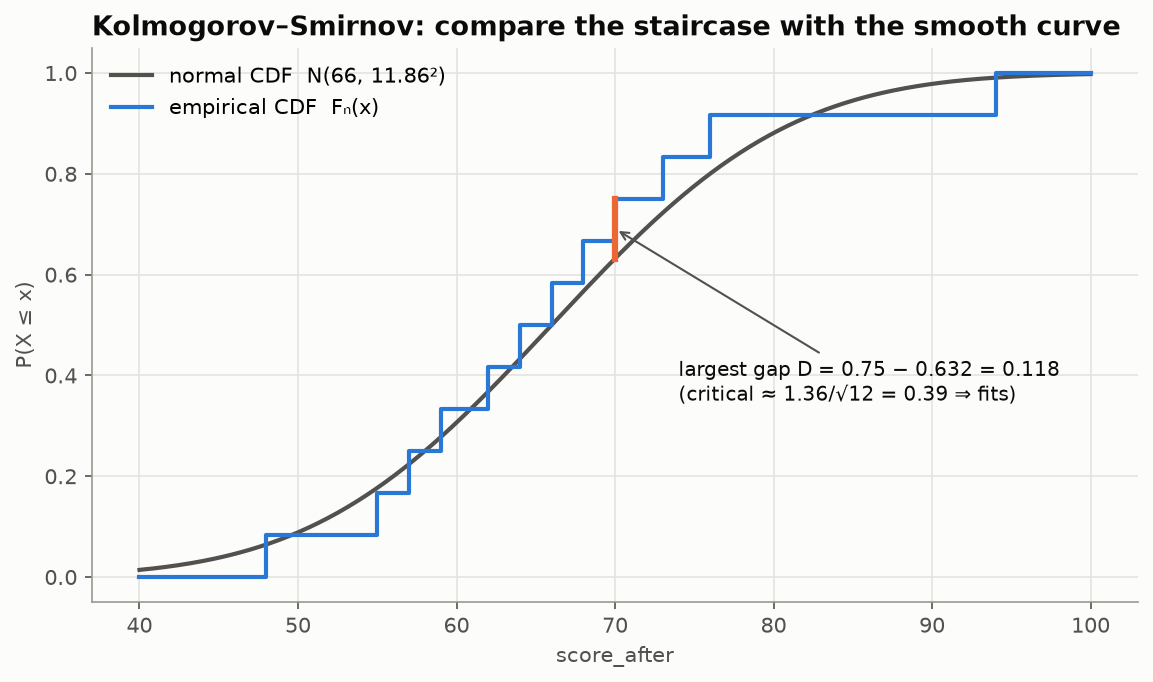 Kolmogorov–Smirnov: compare the staircase with the smooth curve
normal CDF  N(66, 11.86²)
empirical CDF  Fₙ(x)
1.0
0.8
0.6
0.4
0.2
0.0
P(X ≤ x)
largest gap D = 0.75 − 0.632 = 0.118
(critical ≈ 1.36/√12 = 0.39 ⇒ fits)
40 50 60 70 80 90 100
score_after